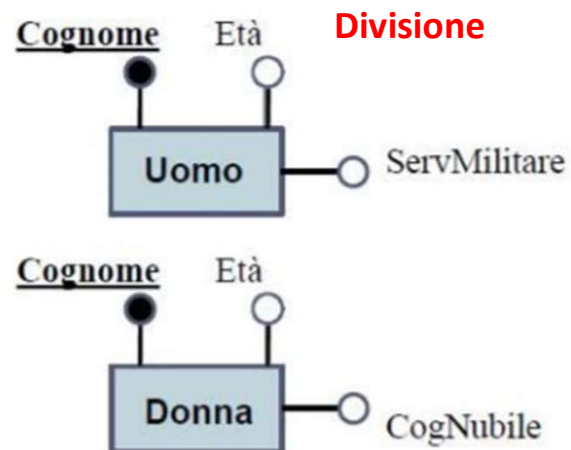 Cognome Età Divisione
Uomo ServMilitare
Cognome Età
Donna CogNubile